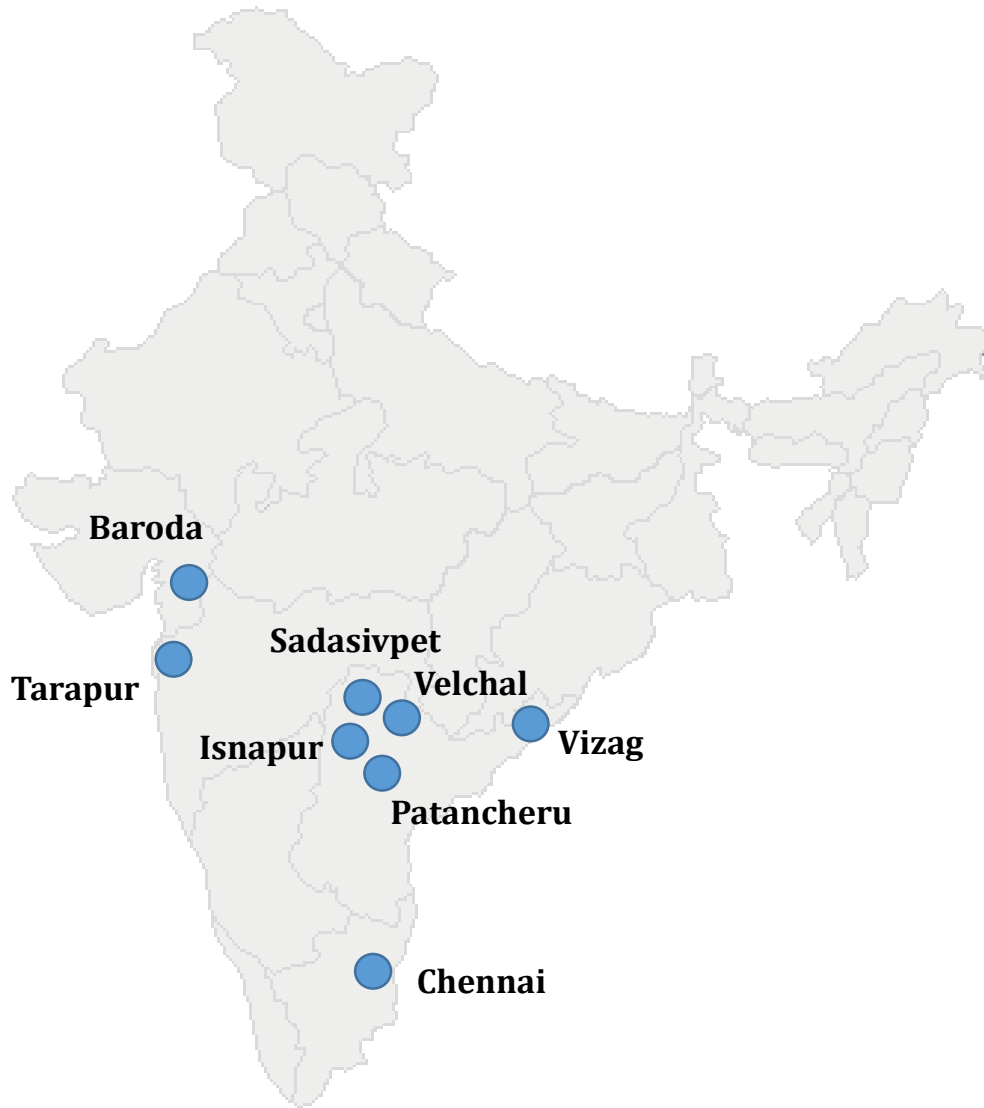 Baroda
Sadasivpet
Velchal
Tarapur
Isnapur
Vizag
Patancheru
Chennai